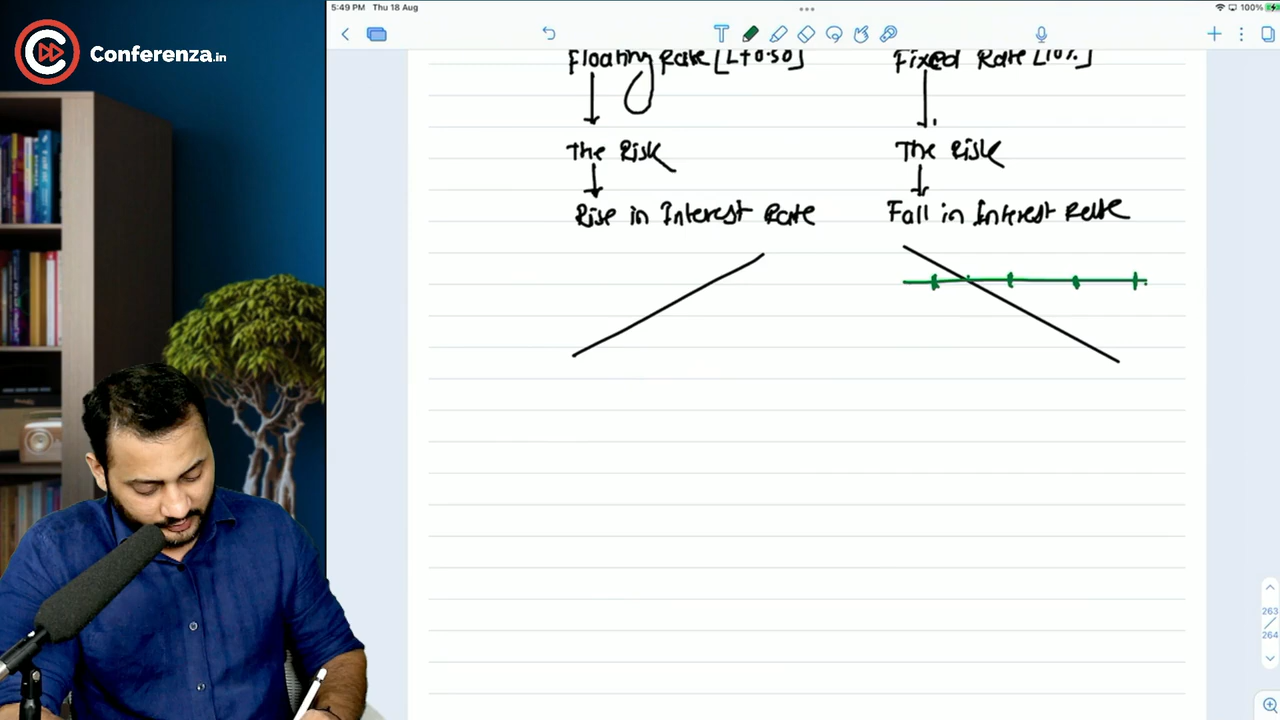 5:49 PM Thu 18 Aug
100%
Conferenza.in
Floating Rate [L+0.50] Fixed Rate [10%]
The Risk The Risk
Rise in Interest Rate Fall in Interest Rate
263
264